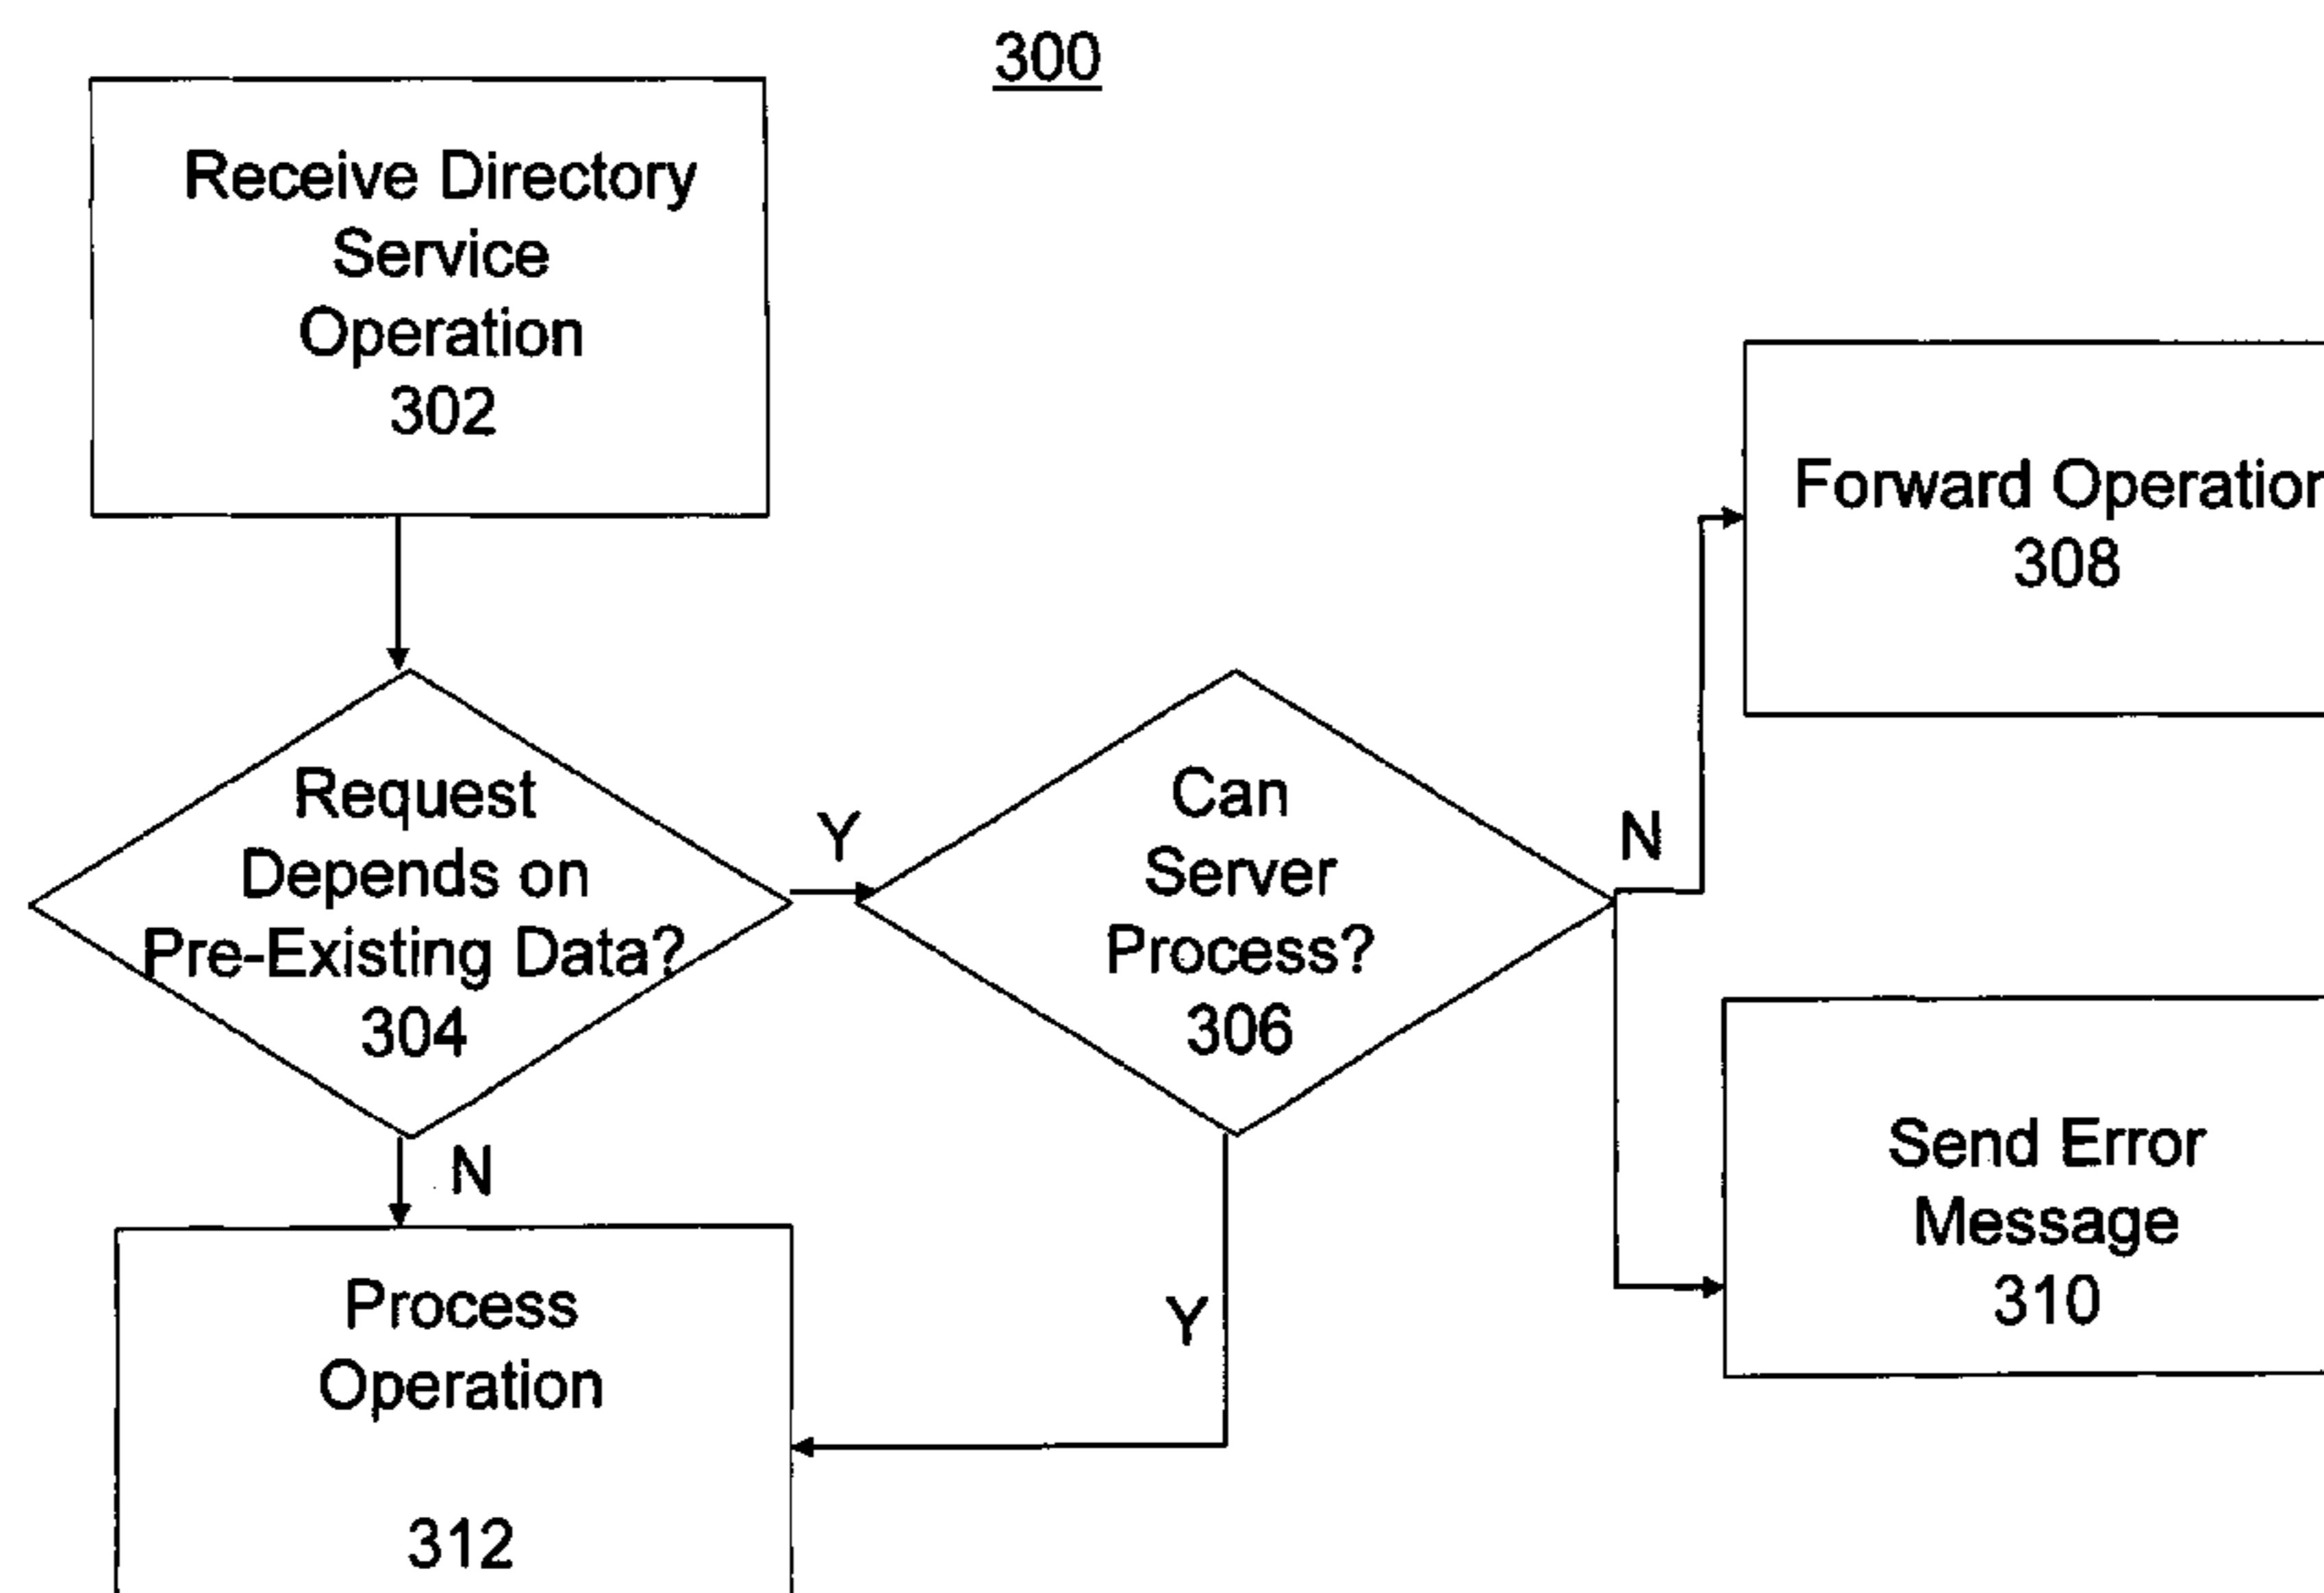 300
Receive Directory
Service
Operation
302
Request
Depends on
Pre-Existing Data?
304
Y
Can
Server
Process?
306
N
Forward Operation
308
Send Error
Message
310
N
Y
Process
Operation
312